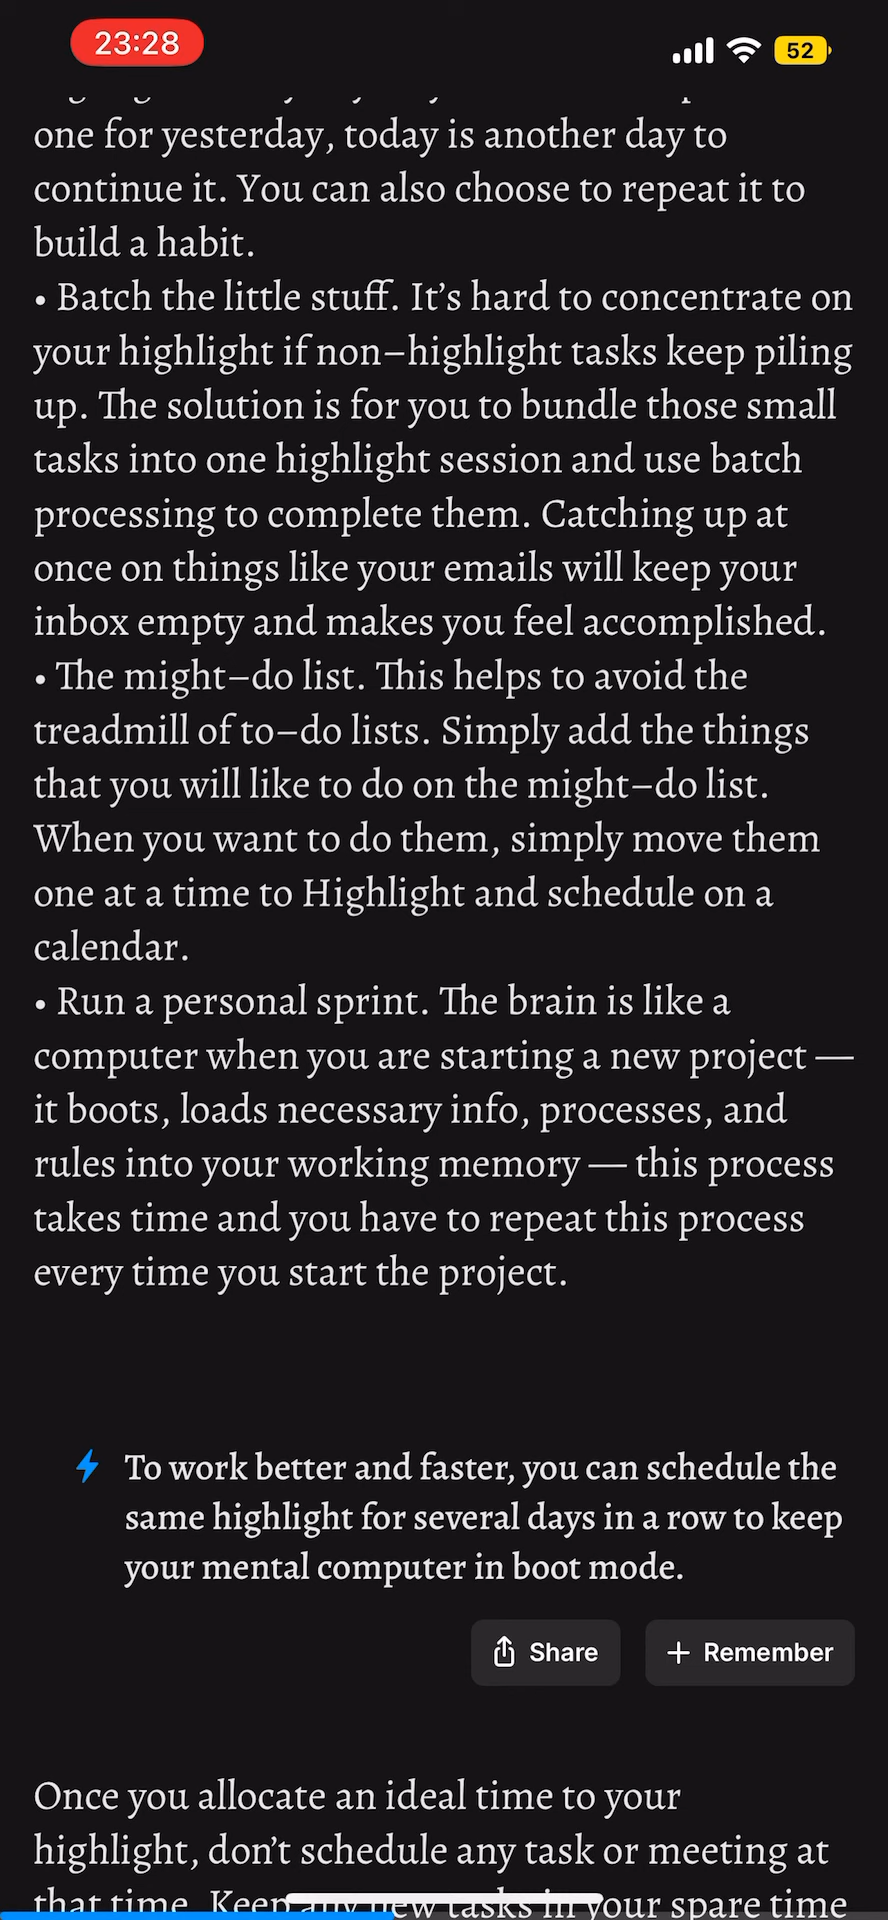 23:28
52
one for yesterday, today is another day to
continue it. You can also choose to repeat it to
build a habit.
• Batch the little stuff. It’s hard to concentrate on
your highlight if non–highlight tasks keep piling
up. The solution is for you to bundle those small
tasks into one highlight session and use batch
processing to complete them. Catching up at
once on things like your emails will keep your
inbox empty and makes you feel accomplished.
• The might–do list. This helps to avoid the
treadmill of to–do lists. Simply add the things
that you will like to do on the might–do list.
When you want to do them, simply move them
one at a time to Highlight and schedule on a
calendar.
• Run a personal sprint. The brain is like a
computer when you are starting a new project —
it boots, loads necessary info, processes, and
rules into your working memory — this process
takes time and you have to repeat this process
every time you start the project.
To work better and faster, you can schedule the
same highlight for several days in a row to keep
your mental computer in boot mode.
Share
Remember
Once you allocate an ideal time to your
highlight, don’t schedule any task or meeting at
that time. Keep any new tasks in your spare time